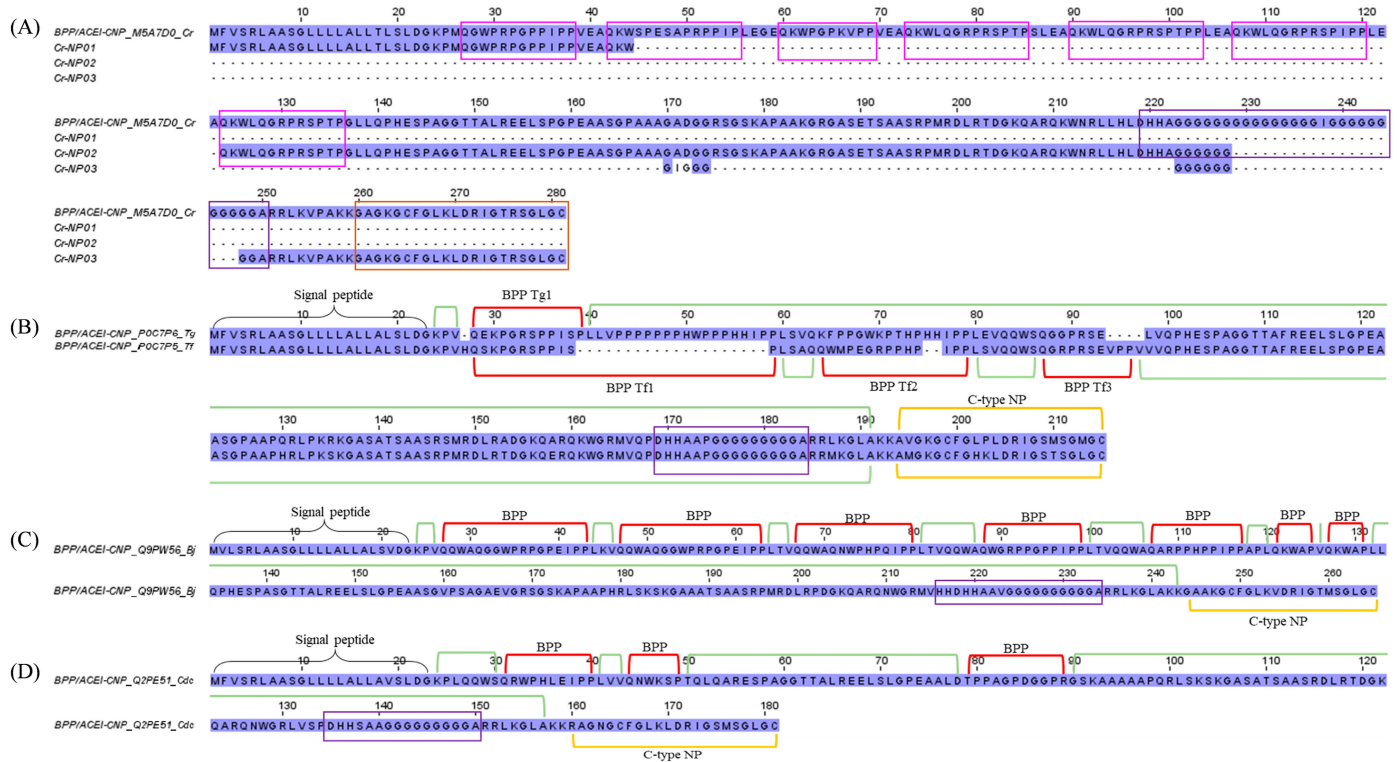 (A)
10 20 30 40 50 60 70 80 90 100 110 120
BPP/ACEI-CNP_M5A7D0_Cr MFVSRLAASGLLLLALLTLSLDGKPMQGWPRPGPPIPPVEAQKWSPESAPRPPIPLEGEQKWPGPKVPPVEAQKWLQGRPRSPTPSLEAQKWLQGRPRSPTPPLEAQKWLQGRPRSPIPPLE
Cr-NP01 MFVSRLAASGLLLLALLTLSLDGKPMQGWPRPGPPIPPVEAQKW
Cr-NP02
Cr-NP03
130 140 150 160 170 180 190 200 210 220 230 240
BPP/ACEI-CNP_M5A7D0_Cr AQKWLQGRPRSPTPGLLQPHESPAGGTTALREELSPGPEAASGPAAAGADGGRSGSKAPAAKGRGASETSAASRPMRDLRTDGKQARQKWNRLLHLDHHAGGGGGGGGGGGGGGGIGGGGGG
Cr-NP01
Cr-NP02 QKWLQGRPRSPTPGLLQPHESPAGGTTALREELSPGPEAASGPAAAGADGGRSGSKAPAAKGRGASETSAASRPMRDLRTDGKQARQKWNRLLHLDHHAGGGGGG
Cr-NP03 GIGGG GGGGGG
250 260 270 280
BPP/ACEI-CNP_M5A7D0_Cr GGGGGARRLKVPAKKGAGKGCFGLKLDRIGTRSGLGC
Cr-NP01
Cr-NP02
Cr-NP03 - - - GGARRLKVPAKKGAGKGCFGLKLDRIGTRSGLGC
(B)
Signal peptide BPP Tg1
10 20 30 40 50 60 70 80 90 100 110 120
BPP/ACEI-CNP_P0C7P6_Tg MFVSRLAASGLLLLALLALSLDGKPV-QEKPGRSPPISPLLVPPPPPPPHWPPPHHIPPLSVQKFPPGWKPTHPHHIPPLEVQQWSQGGPRSE----LVQPHESPAGGTTAFREELSLGPEA
BPP/ACEI-CNP_P0C7P5_Tf MFVSRLAASGLLLLALLALSLDGKPVHQSKPGRSPPIS--------------------PLSAQQWMPEGRPPHP--IPPLSVQQWSQGRPRSEVPPVVVQPHESPAGGTTAFREELSPGPEA
BPP Tf1 BPP Tf2 BPP Tf3
C-type NP
130 140 150 160 170 180 190 200 210
ASGPAAPQRLPKRKGASATSAASRSMRDLRADGKQARQKWGRMVQPDHHAAPGGGGGGGGGARRLKGLAKKAVGKGCFGLPLDRIGSMSGMGC
ASGPAAPHRLPKSKGASATSAASRPMRDLRTDGKQERQKWGRMVQPDHHAAPGGGGGGGGGARRMKGLAKKAMGKGCFGHKLDRIGSTSGLGC
(C)
Signal peptide BPP BPP BPP BPP BPP BPP BPP
10 20 30 40 50 60 70 80 90 100 110 120 130
BPP/ACEI-CNP_Q9PW56_Bj MVLSRLAASGLLLLALLALSVDGKPVQQWAQGGWPRPGPEIPPLKVQQWAQGGWPRPGPEIPPLTVQQWAQNWPHPQIPPLTVQQWAQWGRPPGPPIPPLTVQQWAQARPPHPPIPPAPLQKWAPVQKWAPLL
140 150 160 170 180 190 200 210 220 230 240 250 260
BPP/ACEI-CNP_Q9PW56_Bj QPHESPASGTTALREELSLGPEAASGVPSAGAEVGRSGSKAPAAPHRLSKSKGAAATSAASRPMRDLRPDGKQARQNWGRMVHHDHHAAVGGGGGGGGGGARRLKGLAKKGAAKGCFGLKVDRIGTMSGLGC
C-type NP
(D)
Signal peptide BPP BPP BPP
10 20 30 40 50 60 70 80 90 100 110 120
BPP/ACEI-CNP_Q2PE51_Cdc MFVSRLAASGLLLLALLAVSLDGKPLQQWSQRWPHLEIPPLVVQNWKSPTQLQARESPAGGTTALREELSLGPEAALDTPPAGPDGGPRGSKAAAAAPQRLSKSKGASATSAASRDLRTDGK
130 140 150 160 170 180
BPP/ACEI-CNP_Q2PE51_Cdc QARQNWGRLVSPDHHSAAGGGGGGGGGARRLKGLAKKRAGNGCFGLKLDRIGSMSGLGC
C-type NP